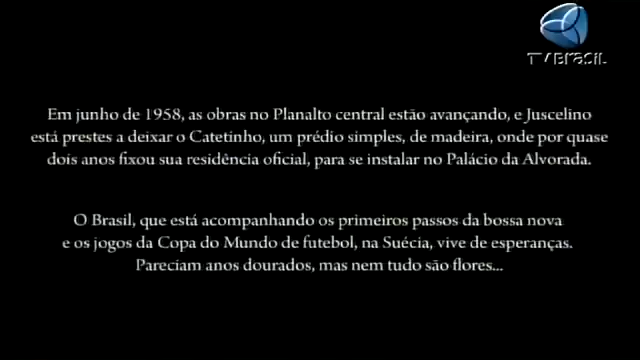 TVBrasil
Em junho de 1958, as obras no Planalto central estão avançando, e Juscelino
está prestes a deixar o Catetinho, um prédio simples, de madeira, onde por quase
dois anos fixou sua residência oficial, para se instalar no Palácio da Alvorada.
O Brasil, que está acompanhando os primeiros passos da bossa nova
e os jogos da Copa do Mundo de futebol, na Suécia, vive de esperanças.
Pareciam anos dourados, mas nem tudo são flores...